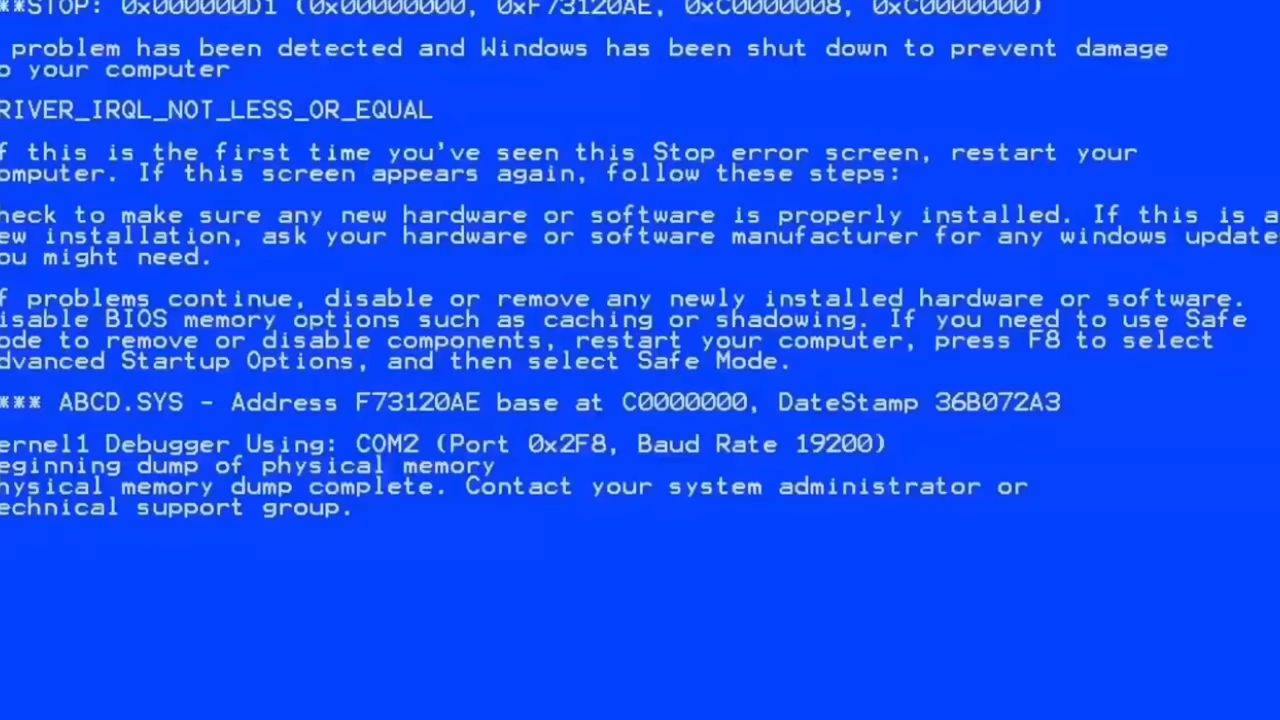 **STOP: 0x000000D1 (0x00000000, 0xF73120AE, 0xC0000008, 0xC0000000)
problem has been detected and Windows has been shut down to prevent damage
o your computer
RIVER_IRQL_NOT_LESS_OR_EQUAL
f this is the first time you've seen this Stop error screen, restart your
omputer. If this screen appears again, follow these steps:
heck to make sure any new hardware or software is properly installed. If this is a
ew installation, ask your hardware or software manufacturer for any windows update
ou might need.
f problems continue, disable or remove any newly installed hardware or software.
isable BIOS memory options such as caching or shadowing. If you need to use Safe
ode to remove or disable components, restart your computer, press F8 to select
dvanced Startup Options, and then select Safe Mode.
*** ABCD.SYS - Address F73120AE base at C0000000, DateStamp 36B072A3
ernel1 Debugger Using: COM2 (Port 0x2F8, Baud Rate 19200)
eginning dump of physical memory
hysical memory dump complete. Contact your system administrator or
echnical support group.